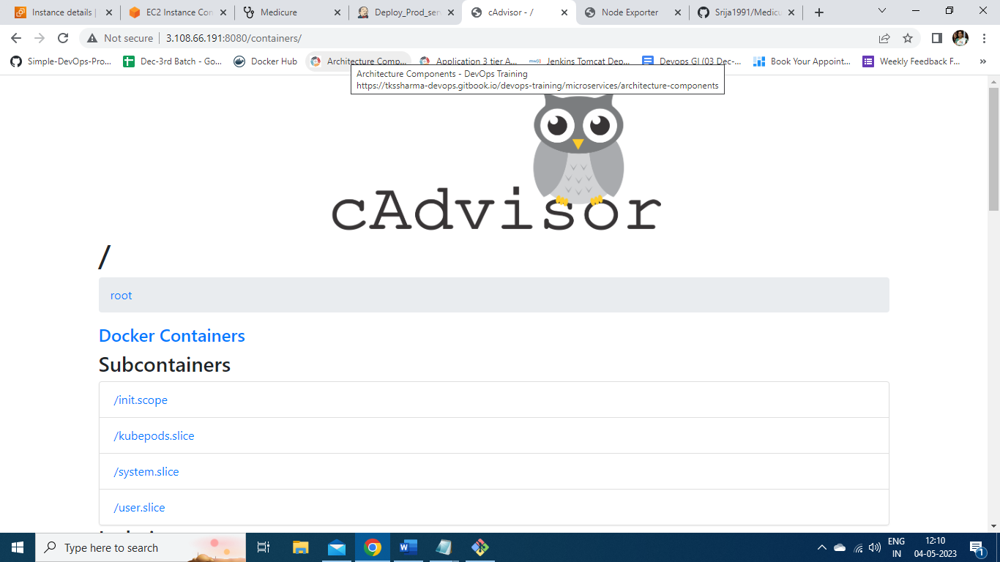 Instance details |
EC2 Instance Con
Medicure
Deploy_Prod_ser
cAdvisor - /
Node Exporter
Srija1991/Medicu
Not secure
3.108.66.191:8080/containers/
Simple-DevOps-Pro...
Dec-3rd Batch - Go...
Docker Hub
Architecture Comp...
Application 3 tier A...
Jenkins Tomcat Dep...
Devops GL(03 Dec-...
Book Your Appoint...
Weekly Feedback F...
»
Architecture Components - DevOps Training
https://tkssharma-devops.gitbook.io/devops-training/microservices/architecture-components
cAdvisor
/
root
Docker Containers
Subcontainers
/init.scope
/kubepods.slice
/system.slice
/user.slice
Type here to search
ENG
IN
12:10
04-05-2023
1